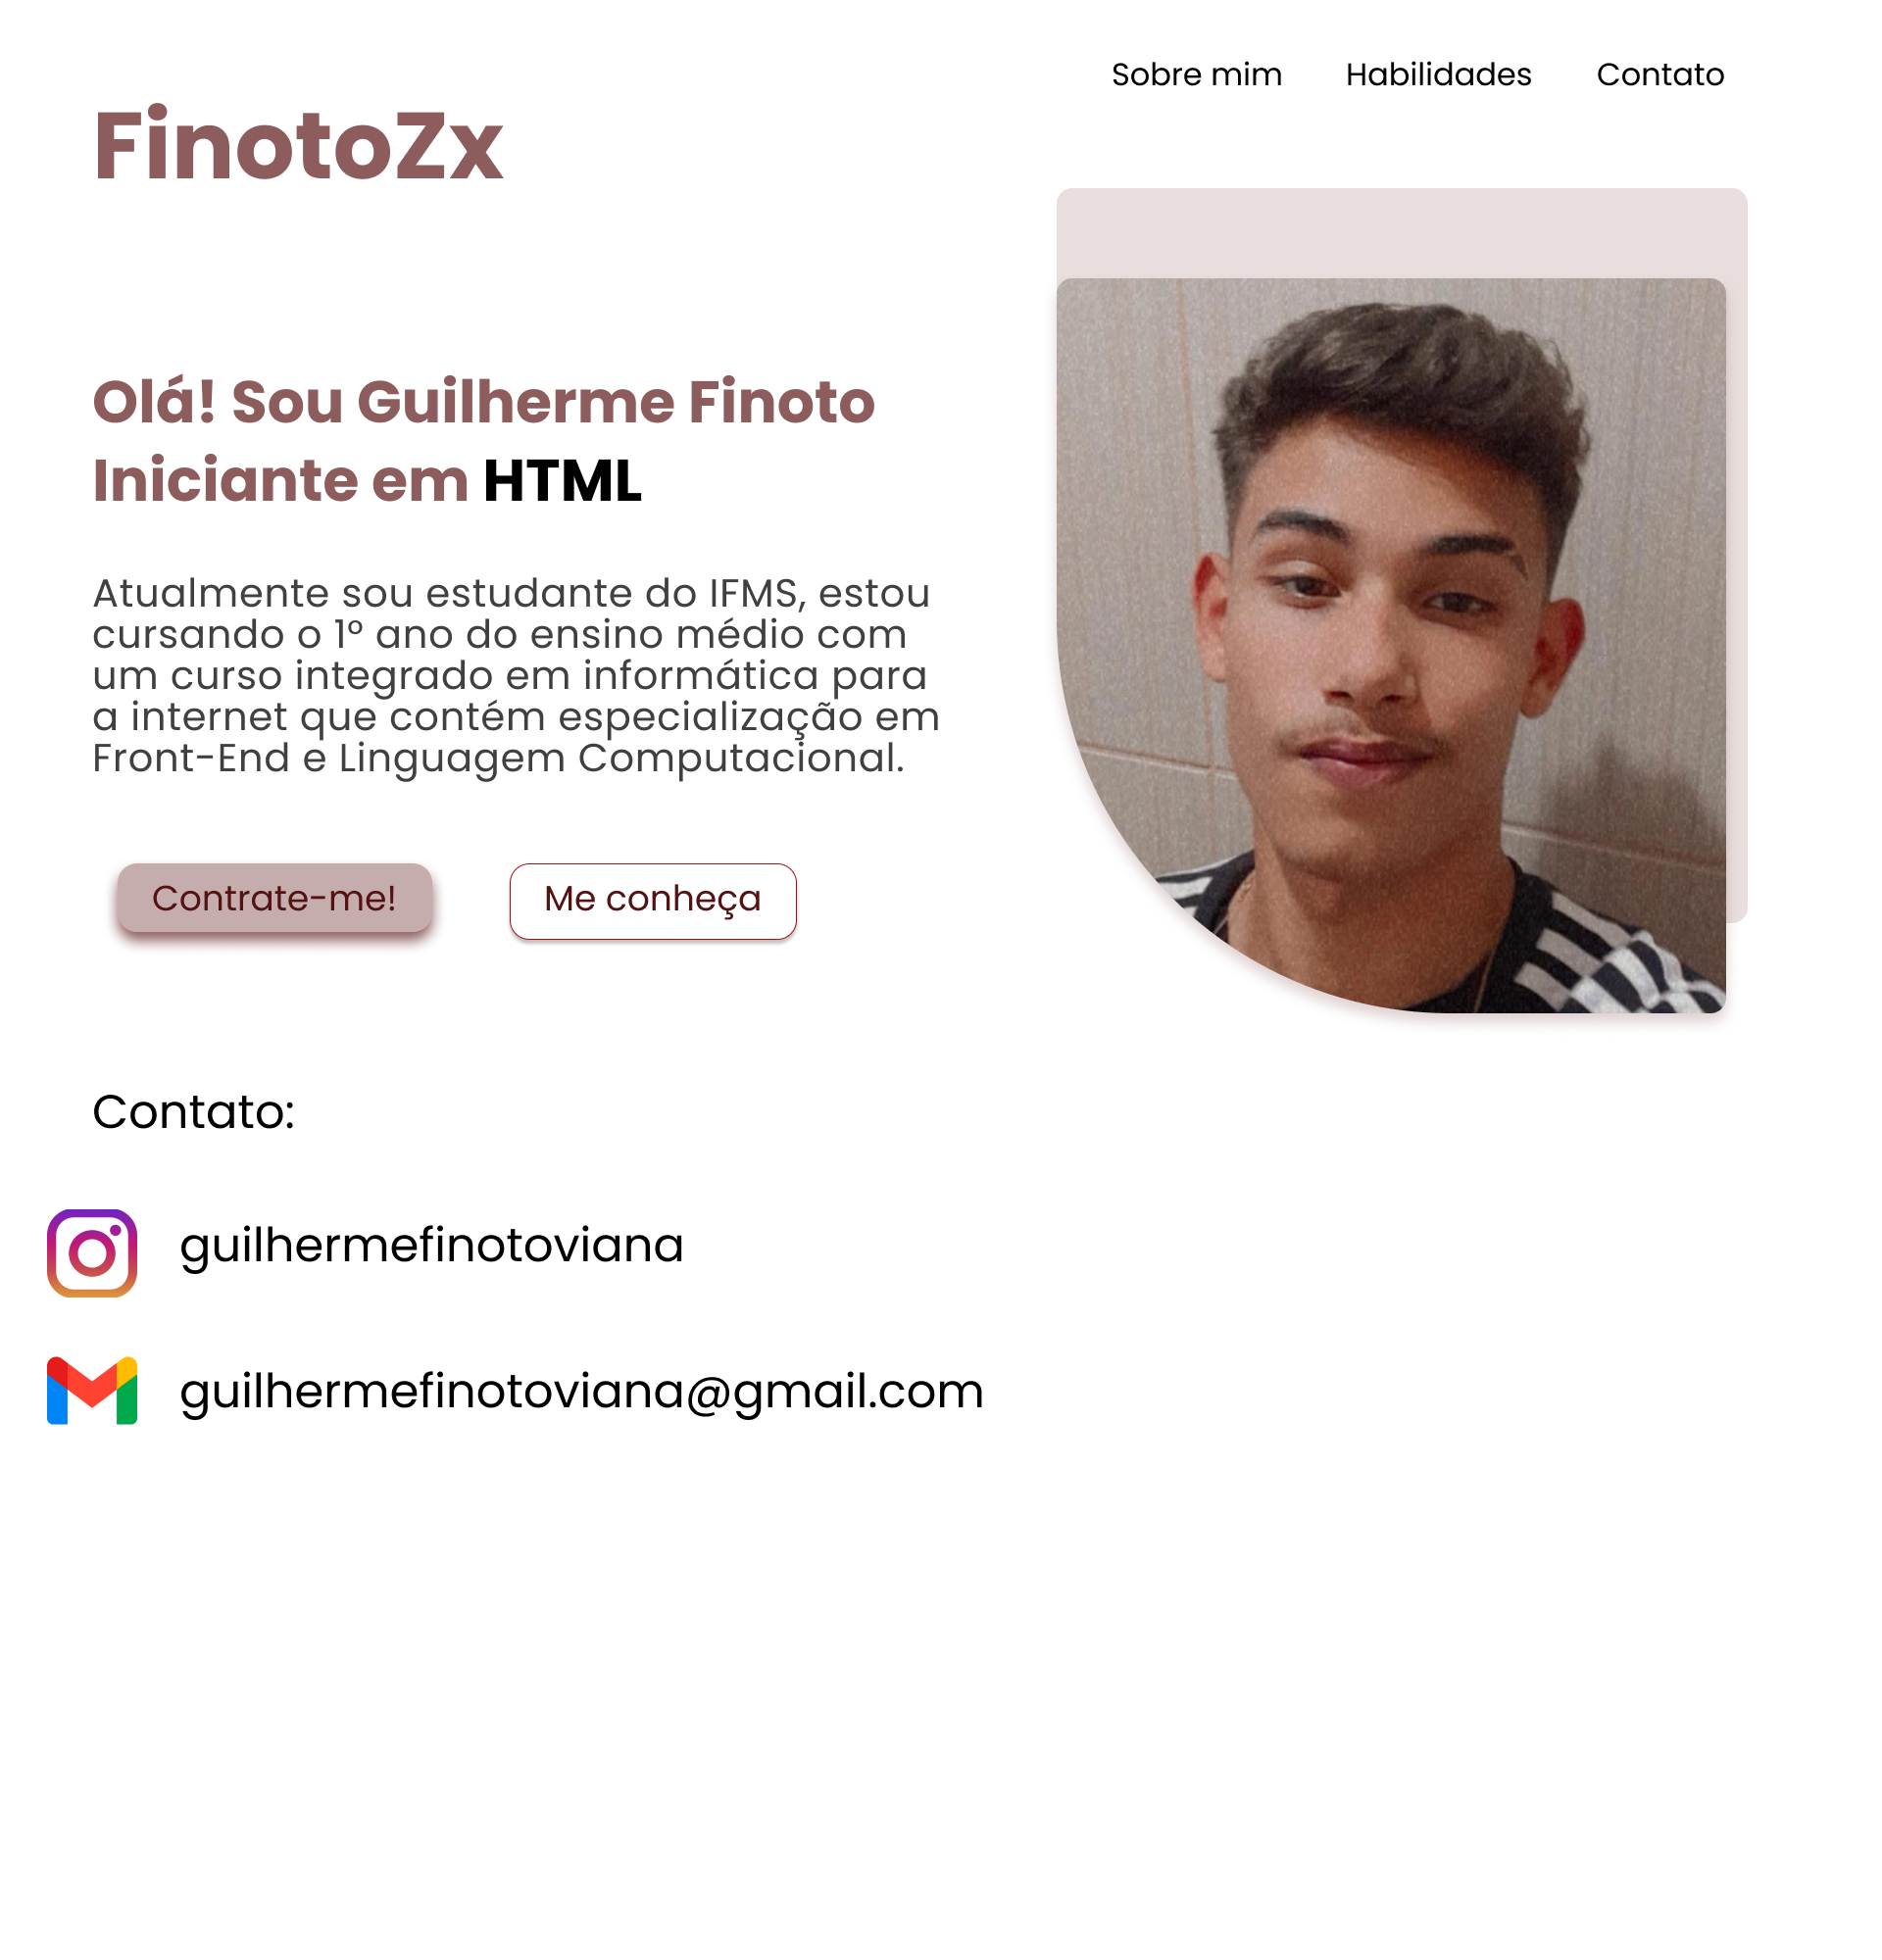 Sobre mim Habilidades Contato
FinotoZx
Olá! Sou Guilherme Finoto
Iniciante em HTML
Atualmente sou estudante do IFMS, estou
cursando o 1º ano do ensino médio com
um curso integrado em informática para
a internet que contém especialização em
Front-End e Linguagem Computacional.
Contrate-me! Me conheça
Contato:
guilhermefinotoviana
guilhermefinotoviana@gmail.com